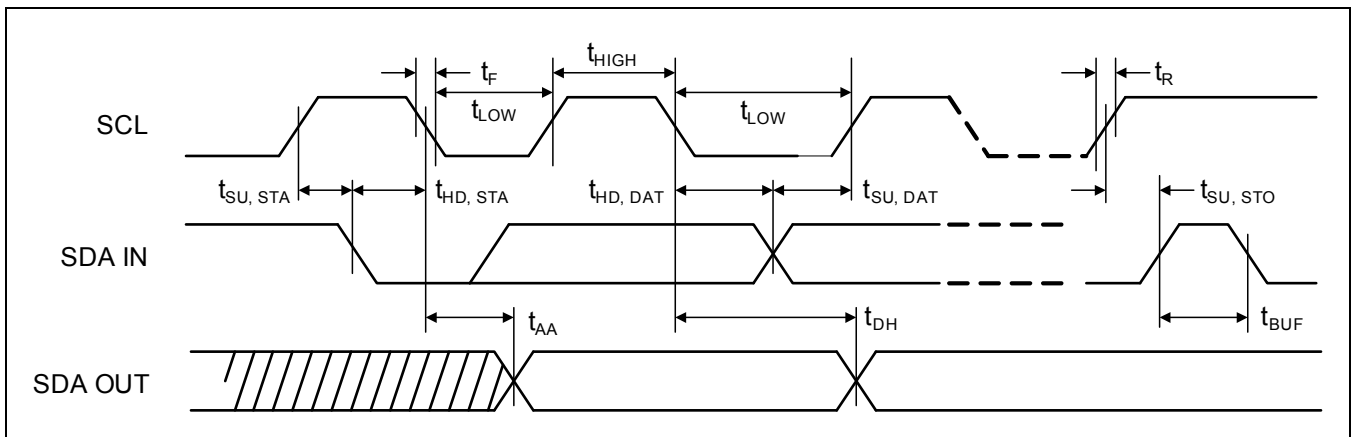 tF
tHIGH
tR
SCL
tLOW
tLOW
tSU, STA
tHD, STA
tHD, DAT
tSU, DAT
tSU, STO
SDA IN
tAA
tDH
tBUF
SDA OUT